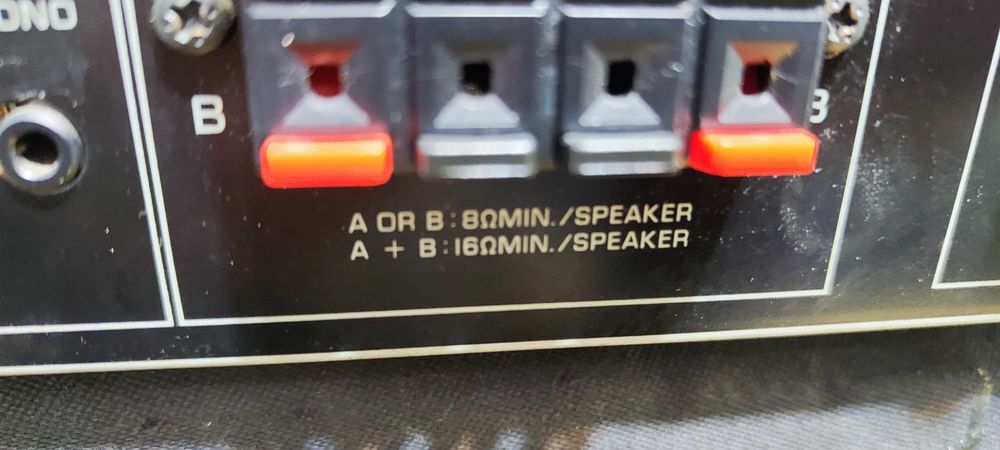 ONO
B
B
A OR B : 8ΩMIN./SPEAKER
A + B : 16ΩMIN./SPEAKER